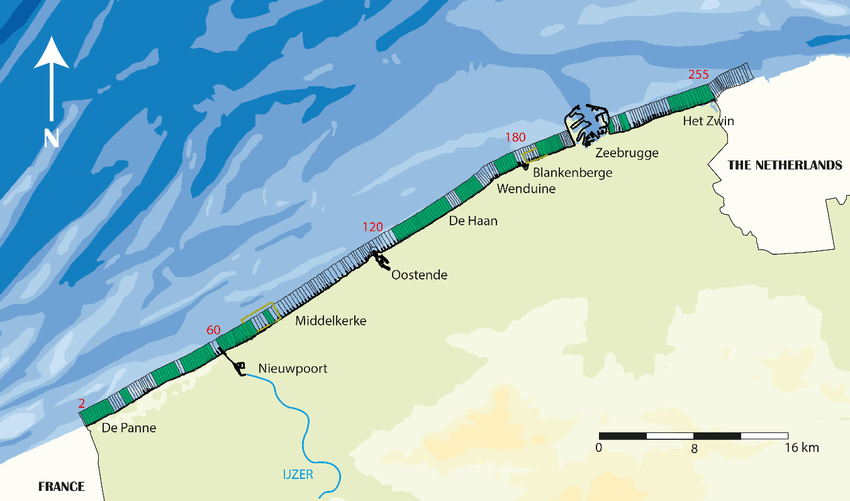 N
255
Het Zwin
180
Zeebrugge
THE NETHERLANDS
Blankenberge
Wenduine
120
De Haan
Oostende
60
Middelkerke
Nieuwpoort
2
De Panne
0 8 16 km
IJZER
FRANCE